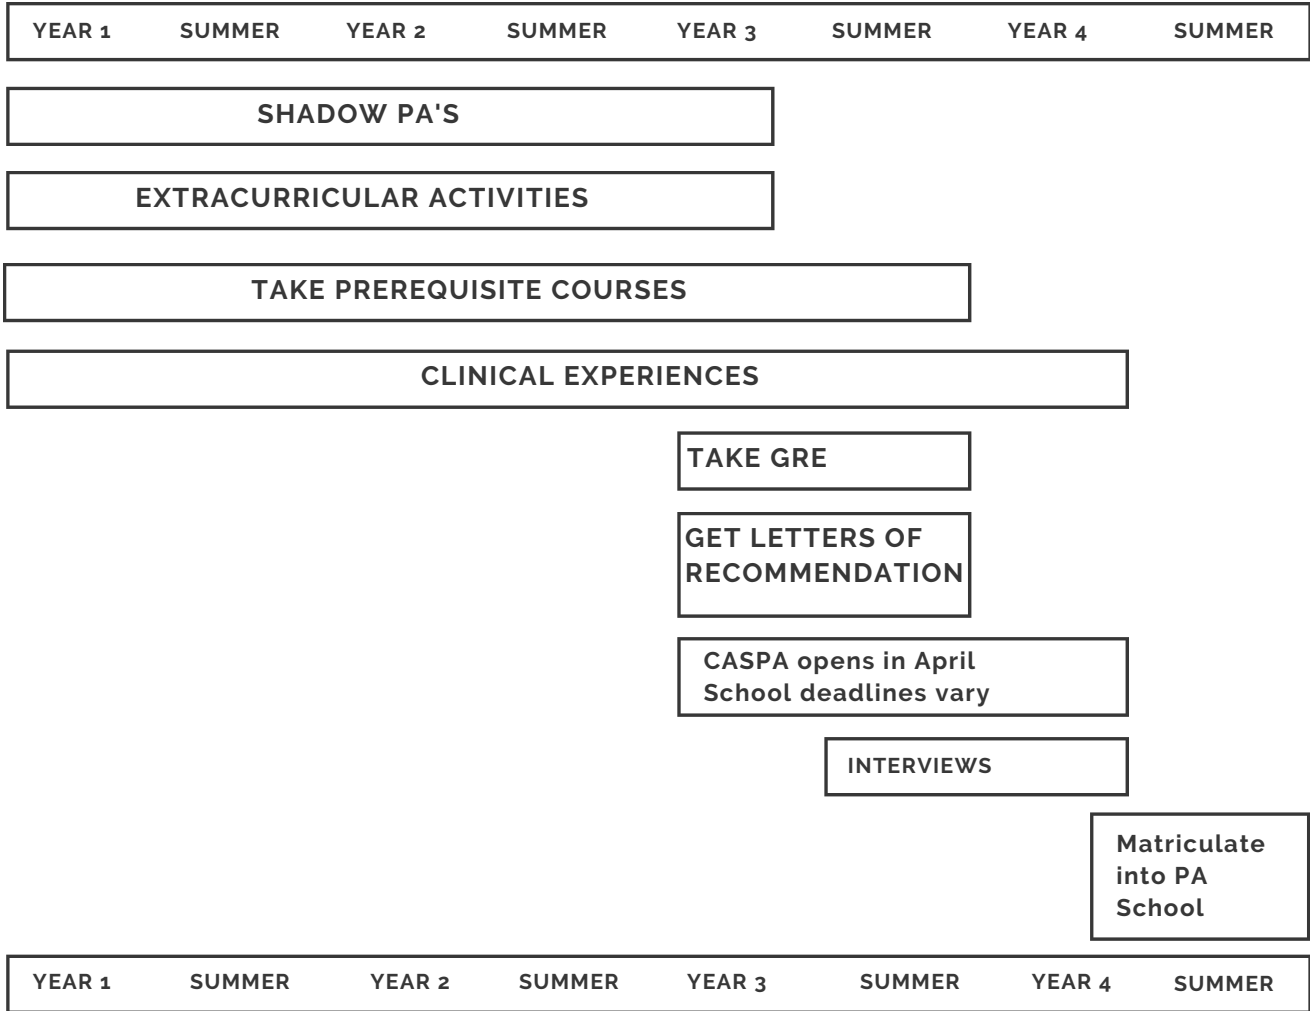 YEAR 1 SUMMER YEAR 2 SUMMER YEAR 3 SUMMER YEAR 4 SUMMER
SHADOW PA'S
EXTRACURRICULAR ACTIVITIES
TAKE PREREQUISITE COURSES
CLINICAL EXPERIENCES
TAKE GRE
GET LETTERS OF
RECOMMENDATION
CASPA opens in April
School deadlines vary
INTERVIEWS
Matriculate
into PA
School
YEAR 1 SUMMER YEAR 2 SUMMER YEAR 3 SUMMER YEAR 4 SUMMER